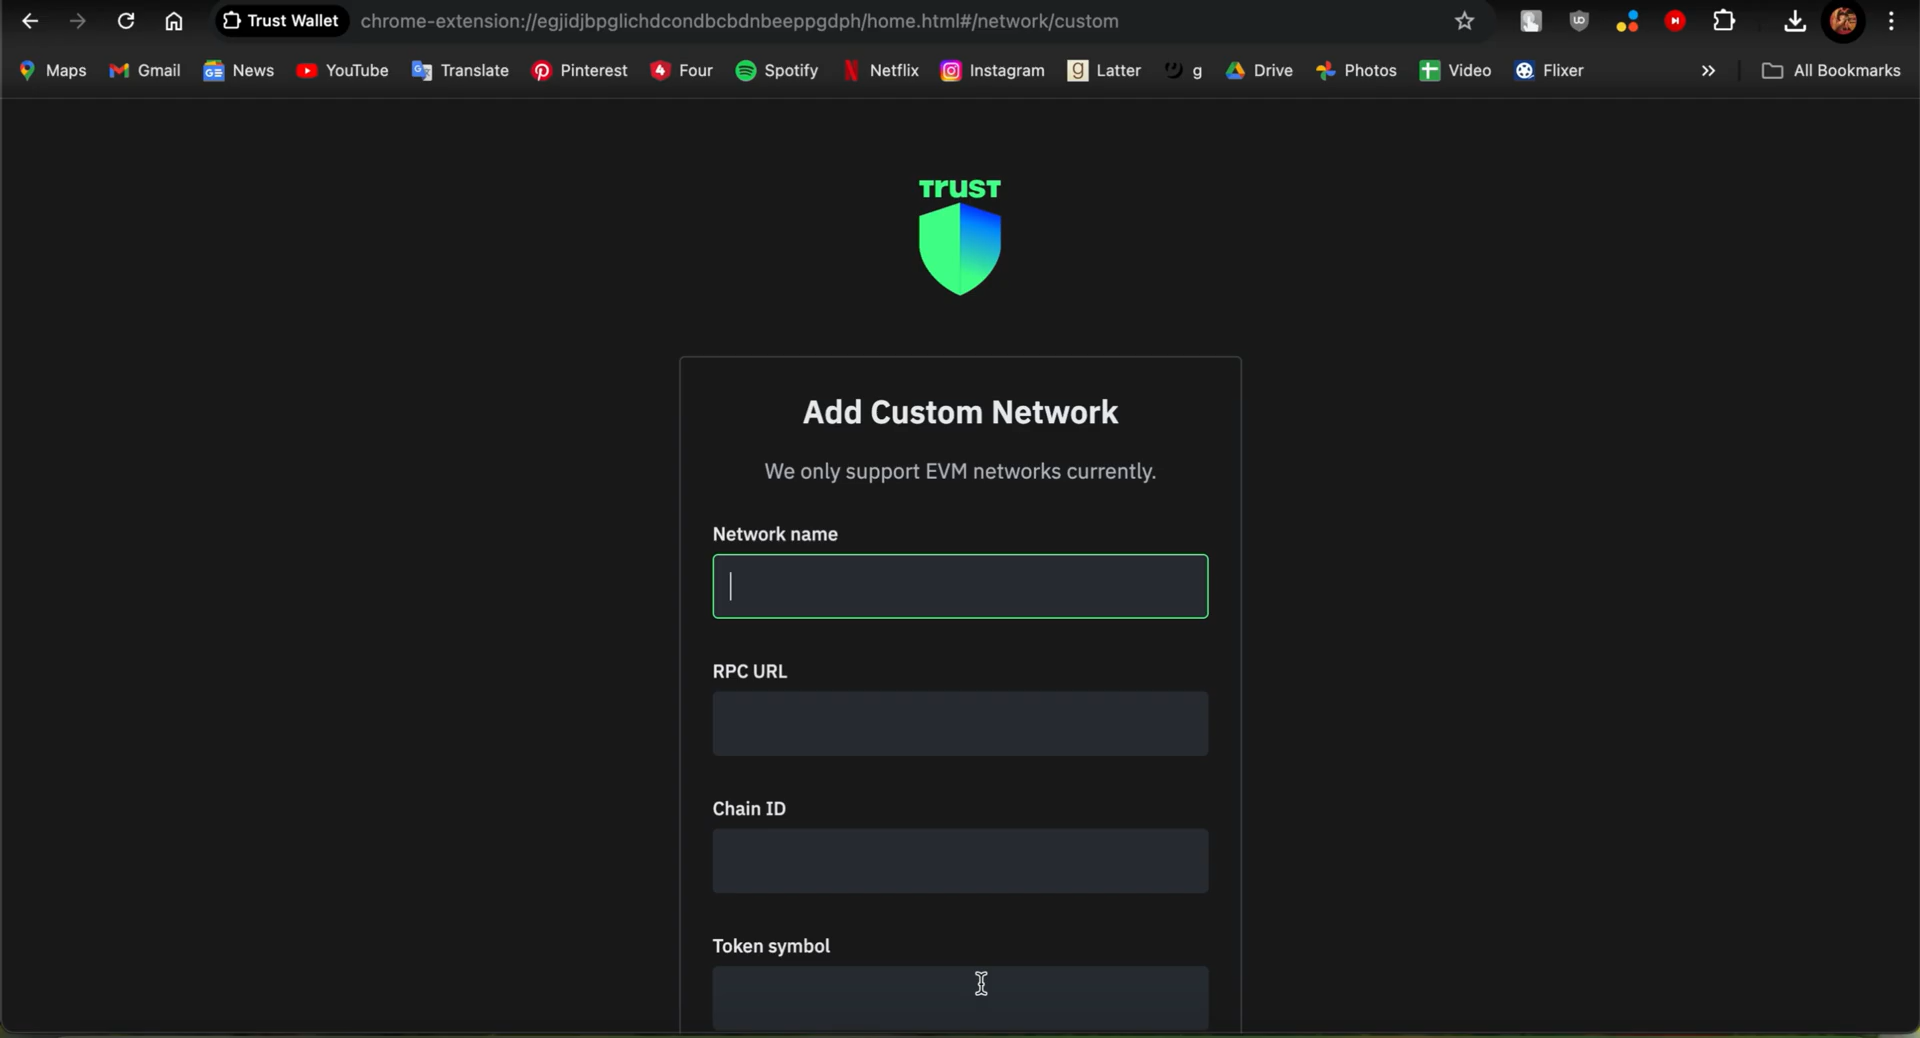 Trust Wallet chrome-extension://egjidjbpglichdcondbcbdnbeeppgdph/home.html#/network/custom
Maps Gmail News YouTube Translate Pinterest Four Spotify Netflix Instagram Latter g Drive Photos Video Flixer » All Bookmarks
TRUST
Add Custom Network
We only support EVM networks currently.
Network name
RPC URL
Chain ID
Token symbol